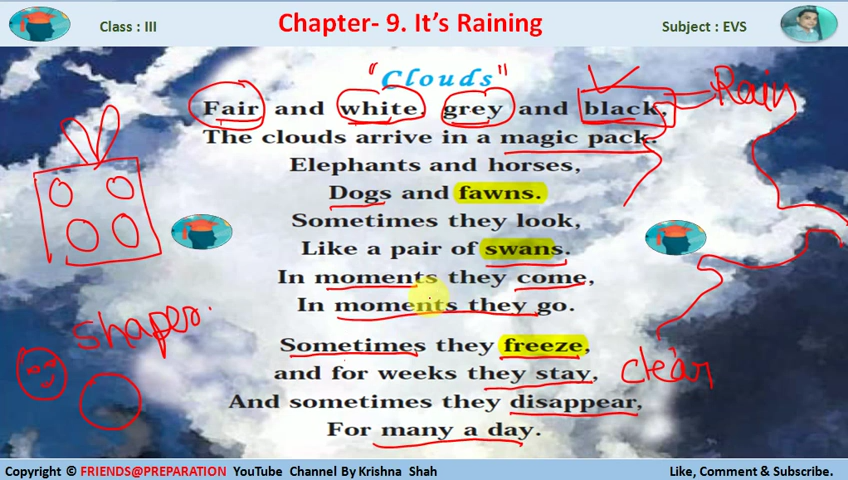 Class : III
Chapter- 9. It's Raining
Subject : EVS
"Clouds"
Fair and white, grey and black,
Rain
The clouds arrive in a magic pack.
Elephants and horses,
Dogs and fawns.
Sometimes they look,
Like a pair of swans.
In moments they come,
In moments they go.
shapes.
Sometimes they freeze,
and for weeks they stay,
clear
And sometimes they disappear,
For many a day.
Copyright © FRIENDS@PREPARATION YouTube Channel By Krishna Shah
Like, Comment & Subscribe.